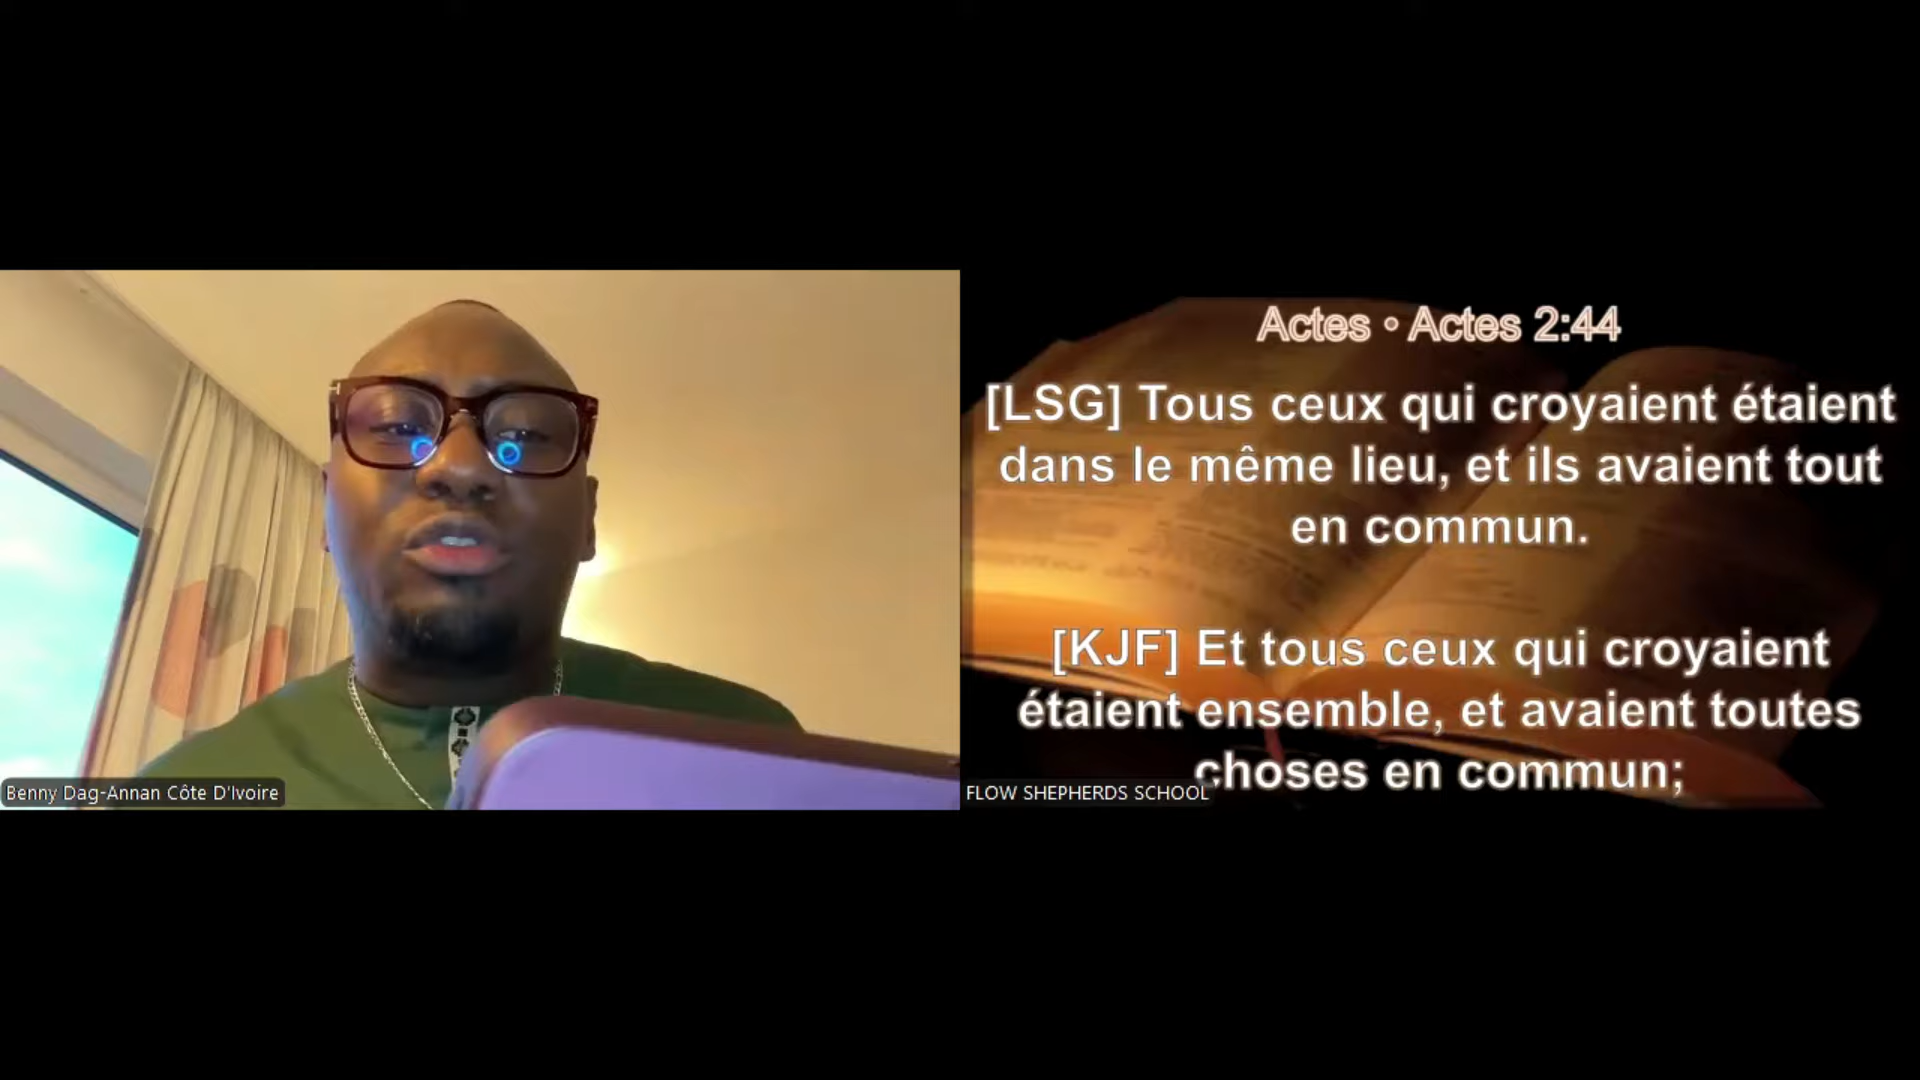 Actes • Actes 2:44
[LSG] Tous ceux qui croyaient étaient
dans le même lieu, et ils avaient tout
en commun.
[KJF] Et tous ceux qui croyaient
étaient ensemble, et avaient toutes
choses en commun;
Benny Dag-Annan Côte D'Ivoire
FLOW SHEPHERDS SCHOOL